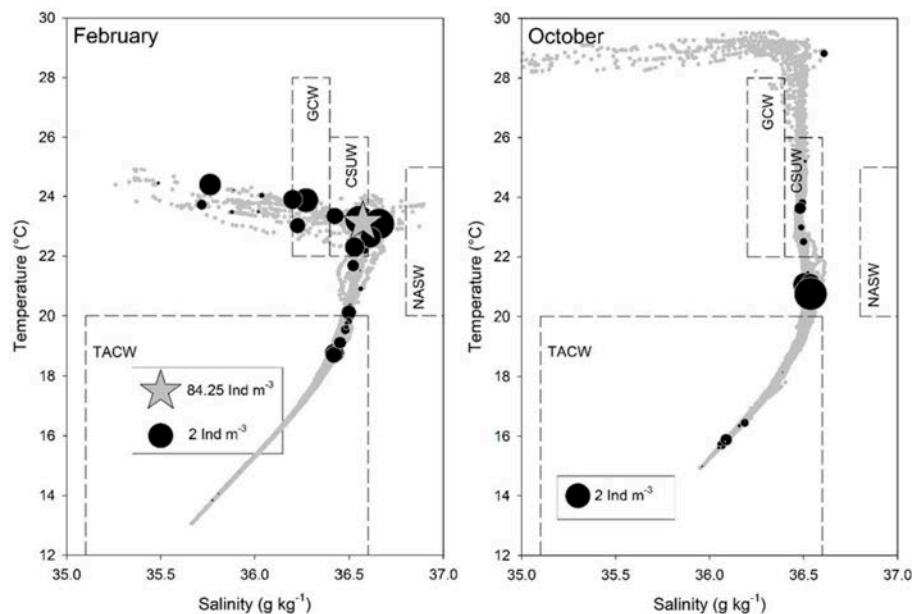 February
October
30
28
26
24
22
20
18
16
14
12
Temperature (°C)
GCW
CSUW
NASW
TACW
84.25 Ind m⁻³
2 Ind m⁻³
35.0 35.5 36.0 36.5 37.0
Salinity (g kg⁻¹)
30
28
26
24
22
20
18
16
14
12
Temperature (°C)
GCW
CSUW
NASW
TACW
2 Ind m⁻³
35.0 35.5 36.0 36.5 37.0
Salinity (g kg⁻¹)